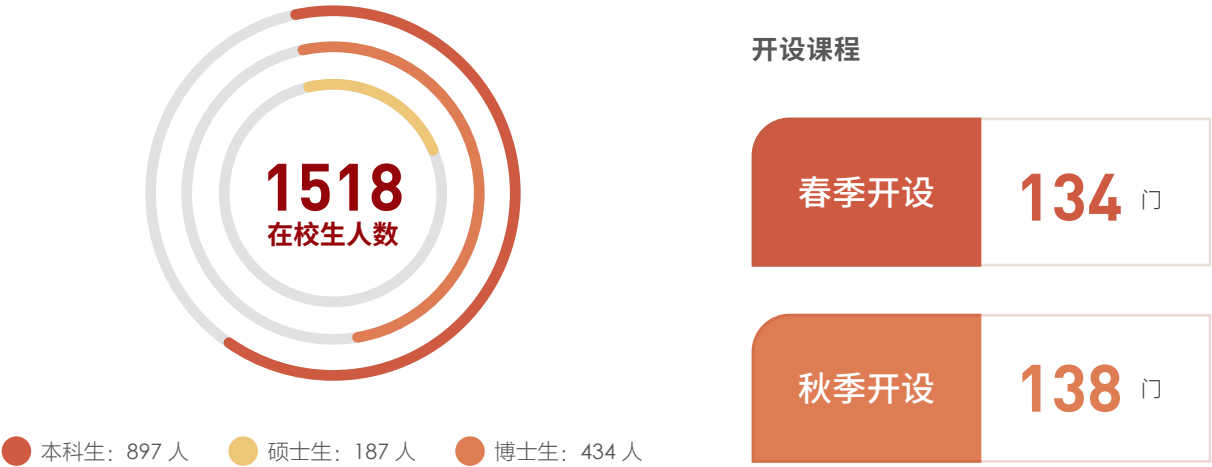 1518
在校生人数
本科生：897 人
硕士生：187 人
博士生：434 人
开设课程
春季开设
134 门
秋季开设
138 门